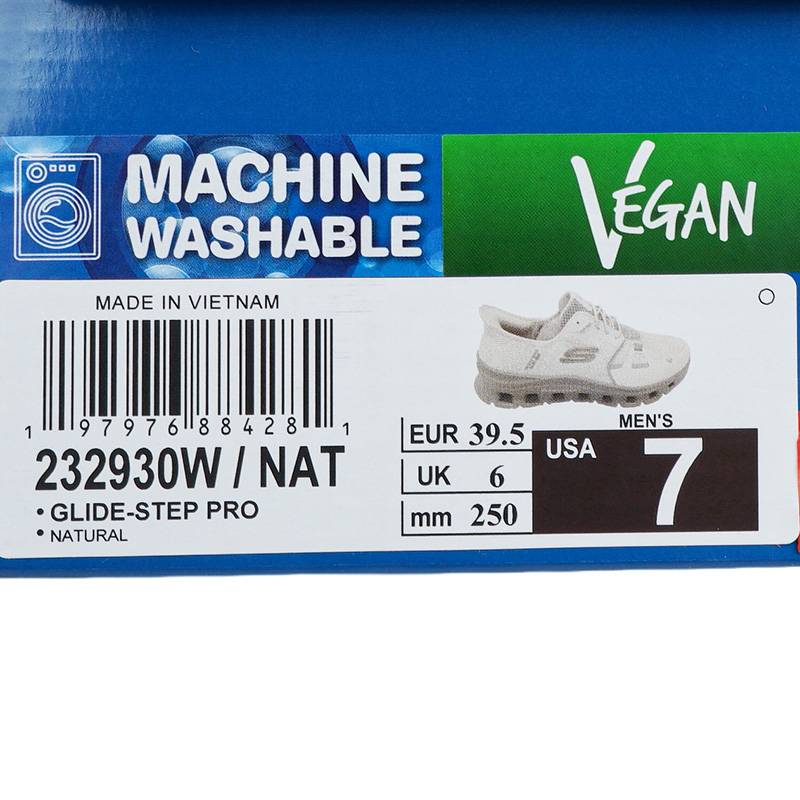 MACHINE
WASHABLE
VEGAN
MADE IN VIETNAM
1 97976 88428 1
232930W / NAT
• GLIDE-STEP PRO
• NATURAL
EUR 39.5
UK 6
mm 250
MEN'S
USA 7